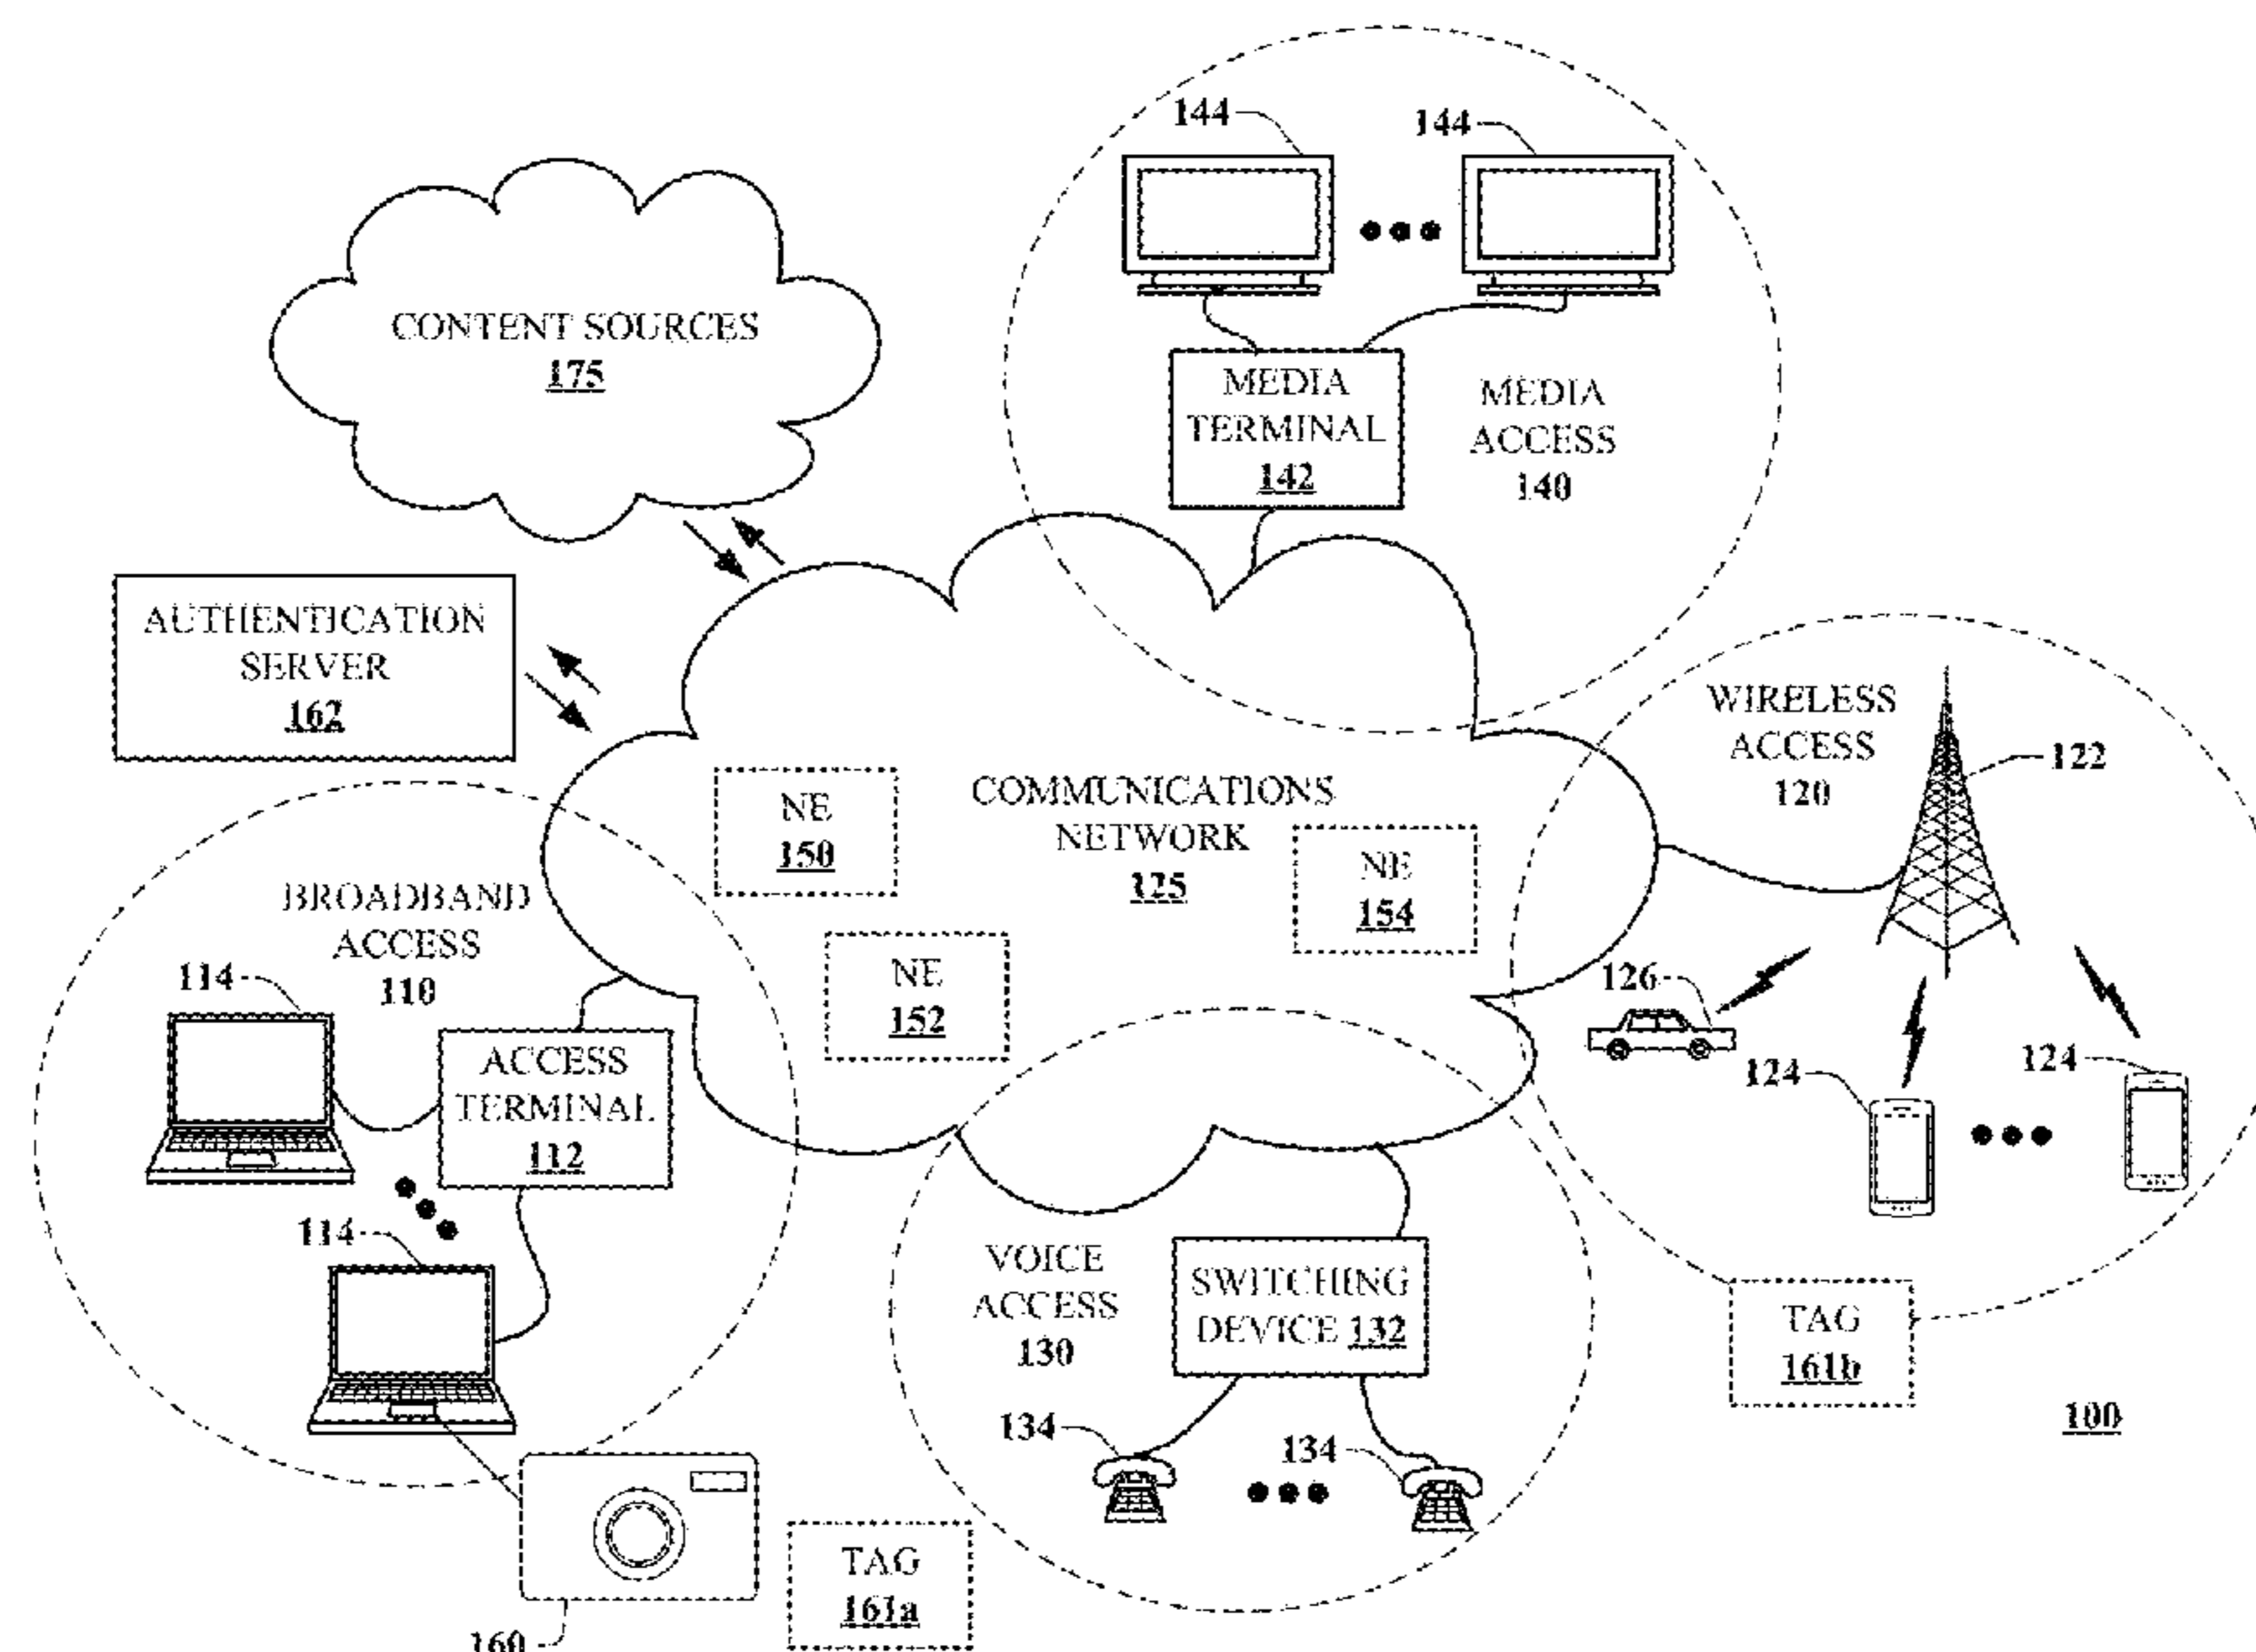 144
144
CONTENT SOURCES
175
MEDIA
TERMINAL
142
MEDIA
ACCESS
140
AUTHENTICATION
SERVER
162
WIRELESS
ACCESS
120
122
NE
150
COMMUNICATIONS
NETWORK
125
NE
154
BROADBAND
ACCESS
110
NE
152
114
126
ACCESS
TERMINAL
112
124
124
114
VOICE
ACCESS
130
SWITCHING
DEVICE 132
TAG
161b
100
134
134
TAG
161a
160